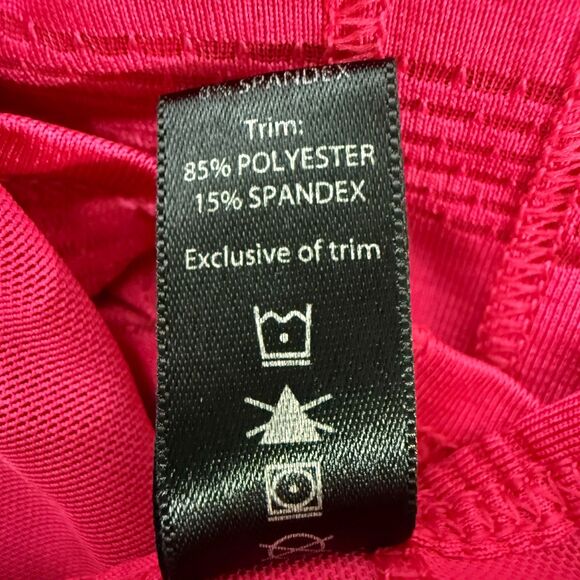 SPANDEX
Trim:
85% POLYESTER
15% SPANDEX
Exclusive of trim